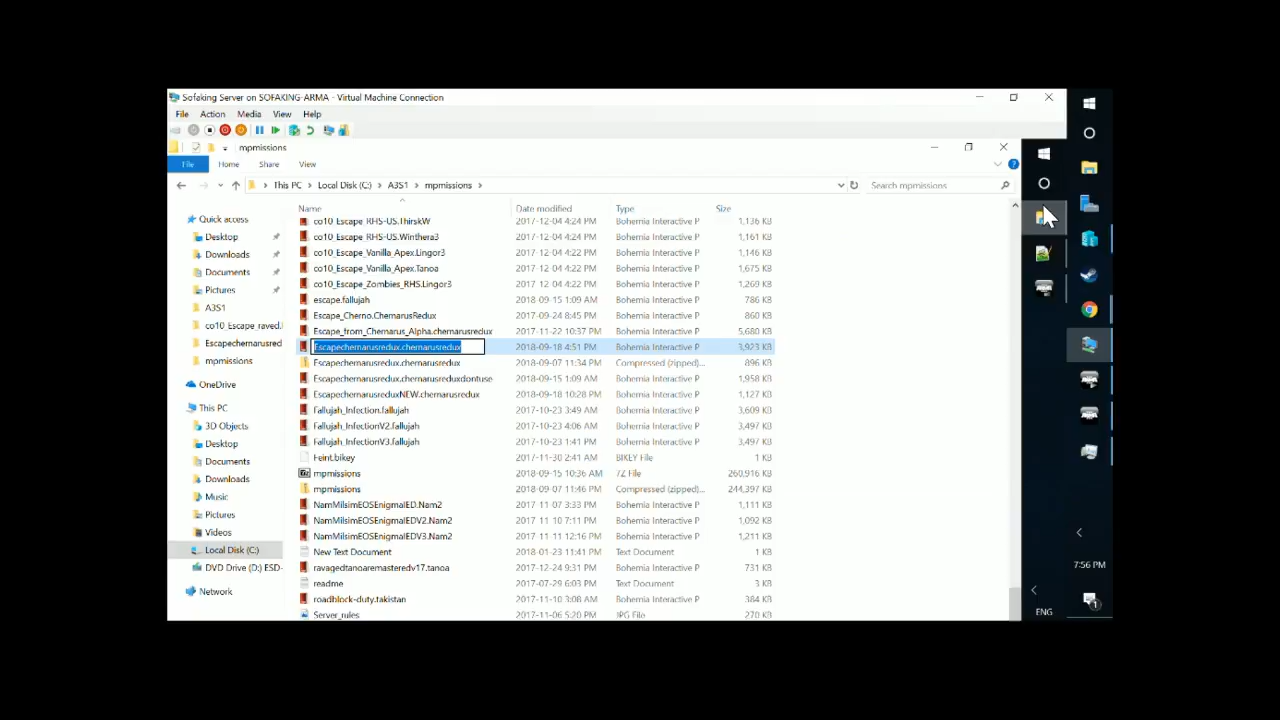 Sofaking Server on SOFAKING-ARMA - Virtual Machine Connection
File Action Media View Help
mpmissions
File Home Share View
This PC Local Disk (C:) A3S1 mpmissions Search mpmissions
Name Date modified Type Size
Quick access
Desktop
Downloads
Documents
Pictures
A3S1
co10_Escape_raved.
Escapechernarusred
mpmissions
OneDrive
This PC
3D Objects
Desktop
Documents
Downloads
Music
Pictures
Videos
Local Disk (C:)
DVD Drive (D:) ESD-
Network
co10_Escape_RHS-US.ThirskW 2017-12-04 4:24 PM Bohemia Interactive P 1,136 KB
co10_Escape_RHS-US.Winthera3 2017-12-04 4:24 PM Bohemia Interactive P 1,161 KB
co10_Escape_Vanilla_Apex.Lingor3 2017-12-04 4:22 PM Bohemia Interactive P 1,146 KB
co10_Escape_Vanilla_Apex.Tanoa 2017-12-04 4:22 PM Bohemia Interactive P 1,675 KB
co10_Escape_Zombies_RHS.Lingor3 2017-12-04 4:22 PM Bohemia Interactive P 1,269 KB
escape.fallujah 2018-09-15 1:09 AM Bohemia Interactive P 786 KB
Escape_Cherno.ChernarusRedux 2017-09-24 8:45 PM Bohemia Interactive P 860 KB
Escape_from_Chernarus_Alpha.chernarusredux 2017-11-22 10:37 PM Bohemia Interactive P 5,680 KB
Escapechernarusredux.chernarusredux 2018-09-18 4:51 PM Bohemia Interactive P 3,923 KB
Escapechernarusredux.chernarusredux 2018-09-07 11:34 PM Compressed (zipped)... 896 KB
Escapechernarusredux.chernarusreduxdontuse 2018-09-15 1:09 AM Bohemia Interactive P 1,958 KB
EscapechernarusreduxNEW.chernarusredux 2018-09-18 10:28 PM Bohemia Interactive P 1,127 KB
Fallujah_Infection.fallujah 2017-10-23 3:49 AM Bohemia Interactive P 3,609 KB
Fallujah_InfectionV2.fallujah 2017-10-23 4:06 AM Bohemia Interactive P 3,497 KB
Fallujah_InfectionV3.fallujah 2017-10-23 1:41 PM Bohemia Interactive P 3,497 KB
Feint.bikey 2017-11-30 2:41 AM BIKEY File 1 KB
mpmissions 2018-09-15 10:36 AM 7Z File 260,916 KB
mpmissions 2018-09-07 11:46 PM Compressed (zipped)... 244,397 KB
NamMilsimEOSEnigmaIED.Nam2 2017-11-07 3:33 PM Bohemia Interactive P 1,111 KB
NamMilsimEOSEnigmaIEDV2.Nam2 2017-11-10 7:11 PM Bohemia Interactive P 1,092 KB
NamMilsimEOSEnigmaIEDV3.Nam2 2017-11-11 12:16 PM Bohemia Interactive P 1,211 KB
New Text Document 2018-01-23 11:41 PM Text Document 1 KB
ravagedtanoaremasteredv17.tanoa 2017-12-24 9:31 PM Bohemia Interactive P 731 KB
readme 2017-07-29 6:03 PM Text Document 3 KB
roadblock-duty.takistan 2017-11-10 3:08 AM Bohemia Interactive P 384 KB
Server_rules 2017-11-06 5:20 PM JPG File 270 KB
7:56 PM
ENG
1